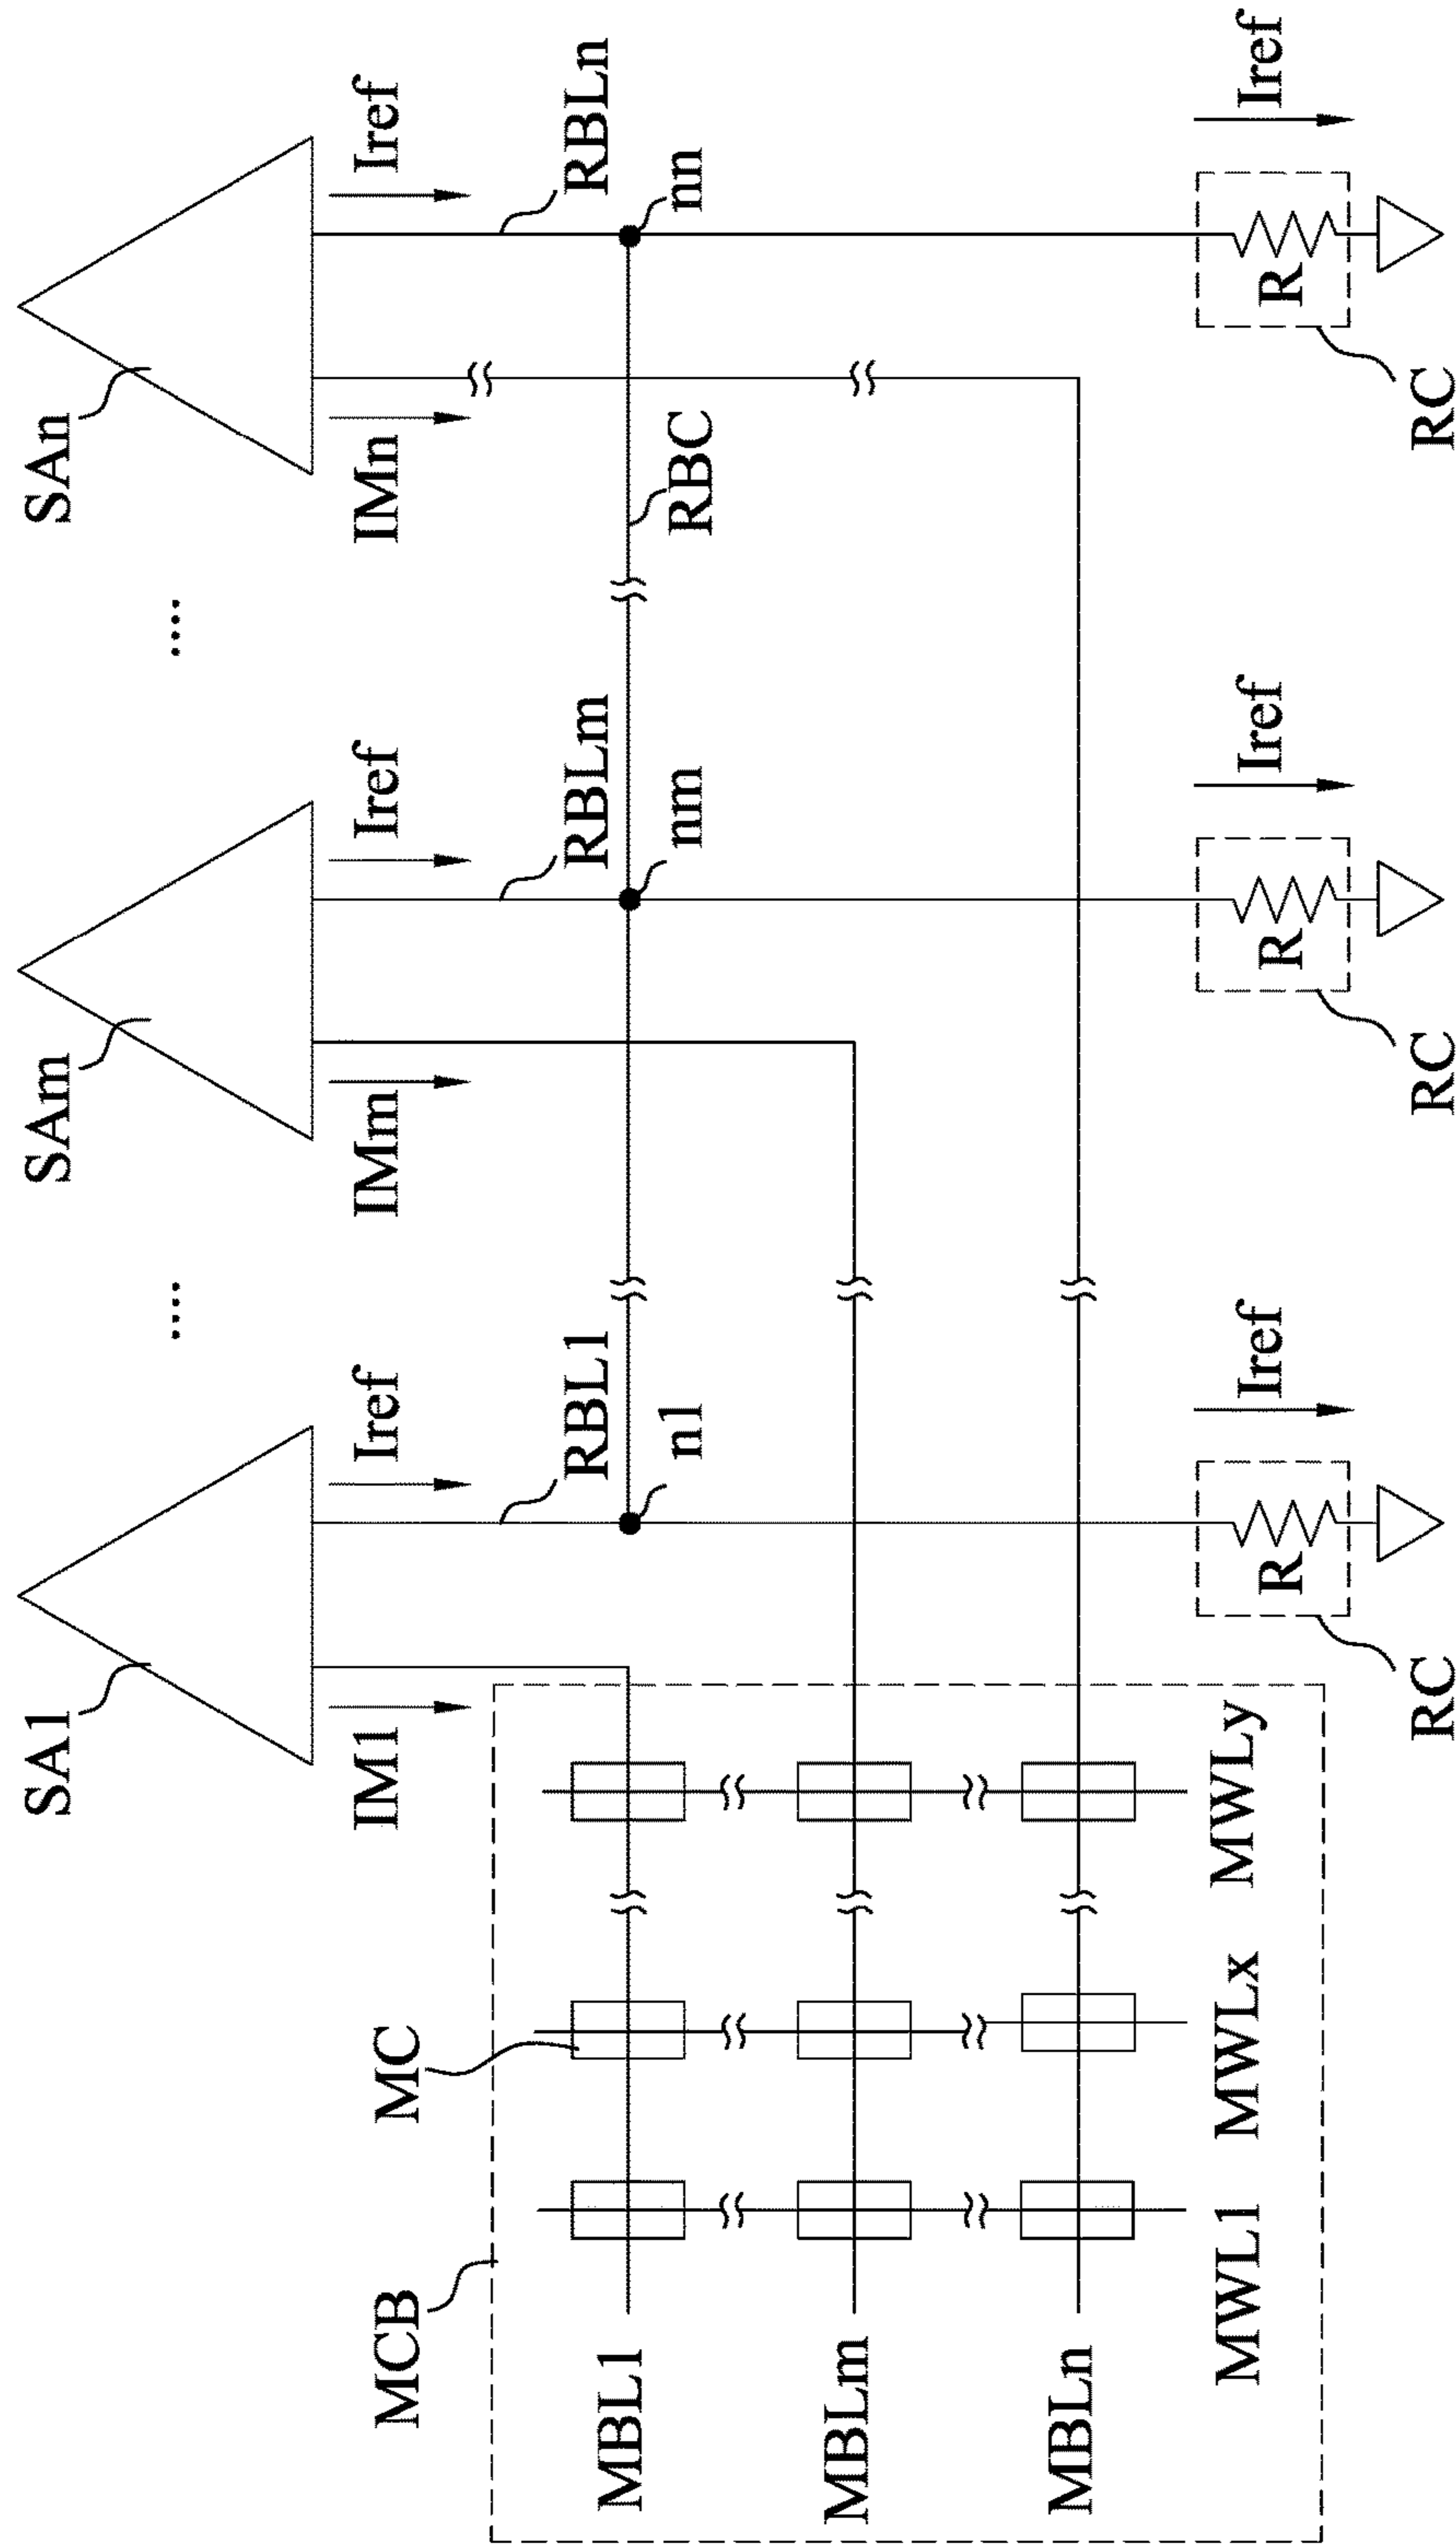 SA1
....
SAm
....
SAn
IM1
Iref
IMm
Iref
IMn
Iref
MCB
MC
RBL1
RBLm
RBLn
n1
nm
RBC
nn
MBL1
MBLm
MBLn
MWL1
MWLx
MWLy
R
Iref
R
Iref
R
Iref
RC
RC
RC